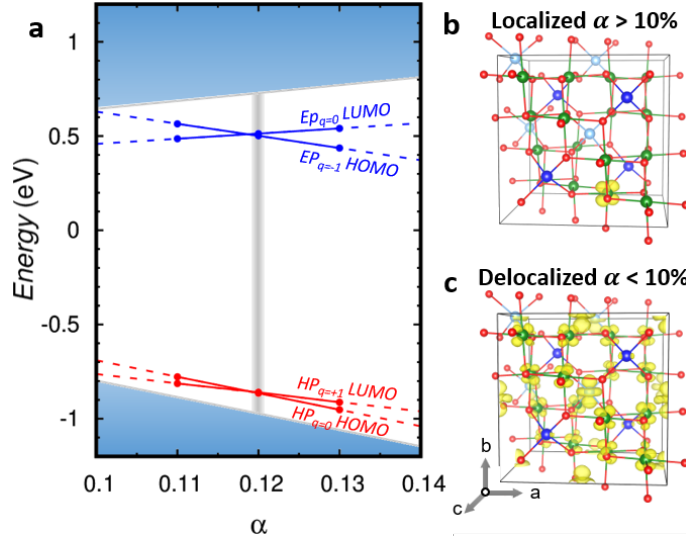 a
1
0.5
0
-0.5
-1
Energy (eV)
Ep q=0 LUMO
EP q=-1 HOMO
HP q=+1 LUMO
HP q=0 HOMO
0.1 0.11 0.12 0.13 0.14
α
b
Localized α > 10%
c
Delocalized α < 10%
b
a
c